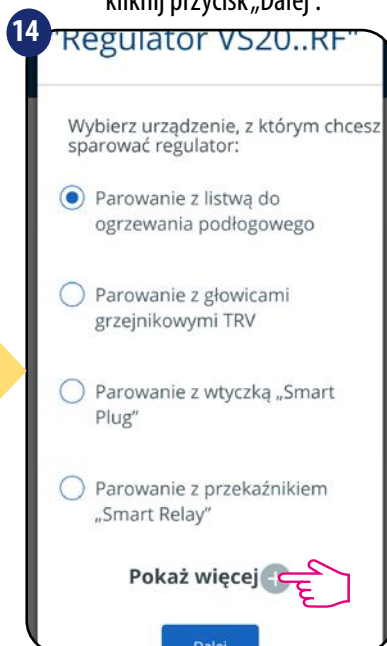 kliknij przycisk „Dalej".
14
"Regulator VS20..RF"
Wybierz urządzenie, z którym chcesz
sparować regulator:
Parowanie z listwą do
ogrzewania podłogowego
Parowanie z głowicami
grzejnikowymi TRV
Parowanie z wtyczką „Smart
Plug"
Parowanie z przekaźnikiem
„Smart Relay"
Pokaż więcej +
Dalej